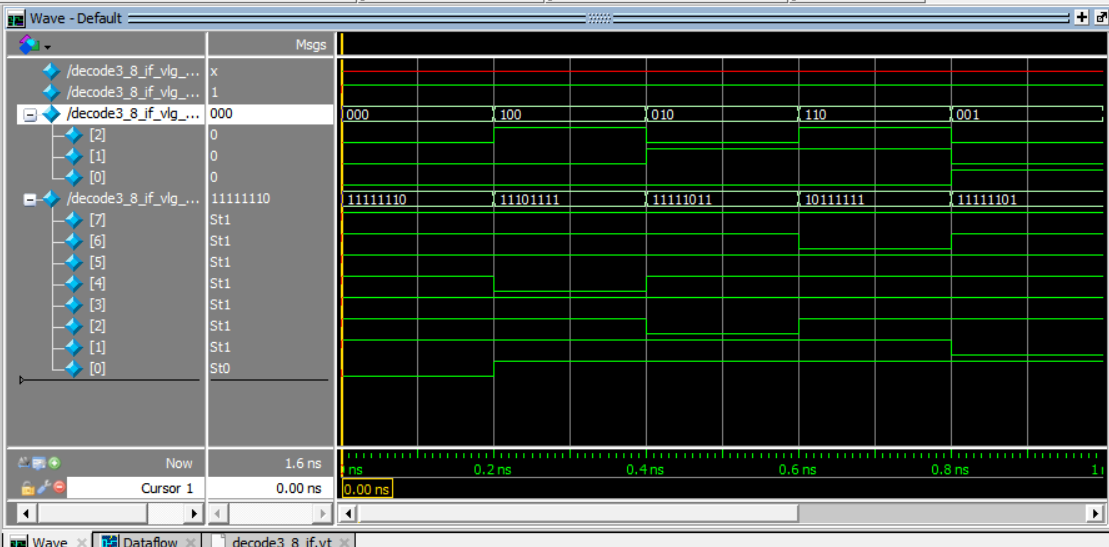 Wave - Default
Msgs
/decode3_8_if_vlg_... x
/decode3_8_if_vlg_... 1
/decode3_8_if_vlg_... 000 000 100 010 110 001
[2] 0
[1] 0
[0] 0
/decode3_8_if_vlg_... 11111110 11111110 11101111 11111011 10111111 11111101
[7] St1
[6] St1
[5] St1
[4] St1
[3] St1
[2] St1
[1] St1
[0] St0
Now 1.6 ns ns 0.2 ns 0.4 ns 0.6 ns 0.8 ns
Cursor 1 0.00 ns 0.00 ns
Wave Dataflow decode3_8_if.vt